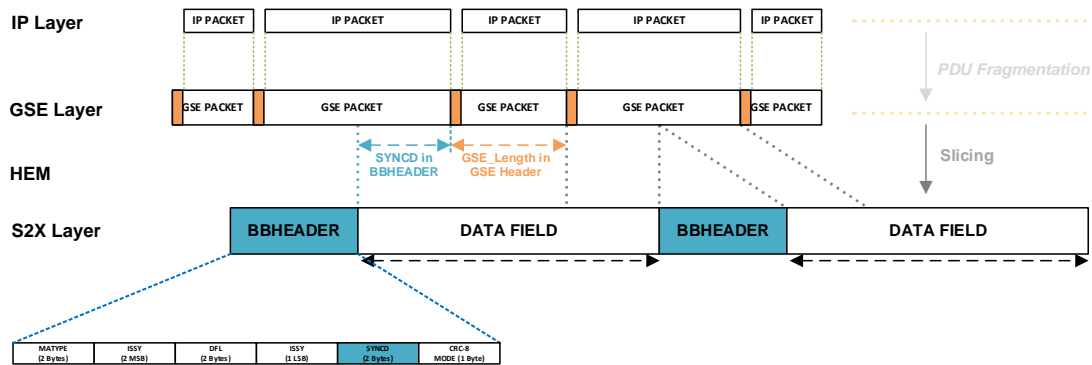 IP Layer
IP PACKET
IP PACKET
IP PACKET
IP PACKET
IP PACKET
PDU Fragmentation
GSE Layer
GSE PACKET
GSE PACKET
GSE PACKET
GSE PACKET
GSE PACKET
SYNCD in
BBHEADER
GSE_Length in
GSE Header
Slicing
HEM
S2X Layer
BBHEADER
DATA FIELD
BBHEADER
DATA FIELD
MATYPE
(2 Bytes)
ISSY
(2 MSB)
DFL
(2 Bytes)
ISSY
(1 LSB)
SYNCD
(2 Bytes)
CRC-8
MODE (1 Byte)